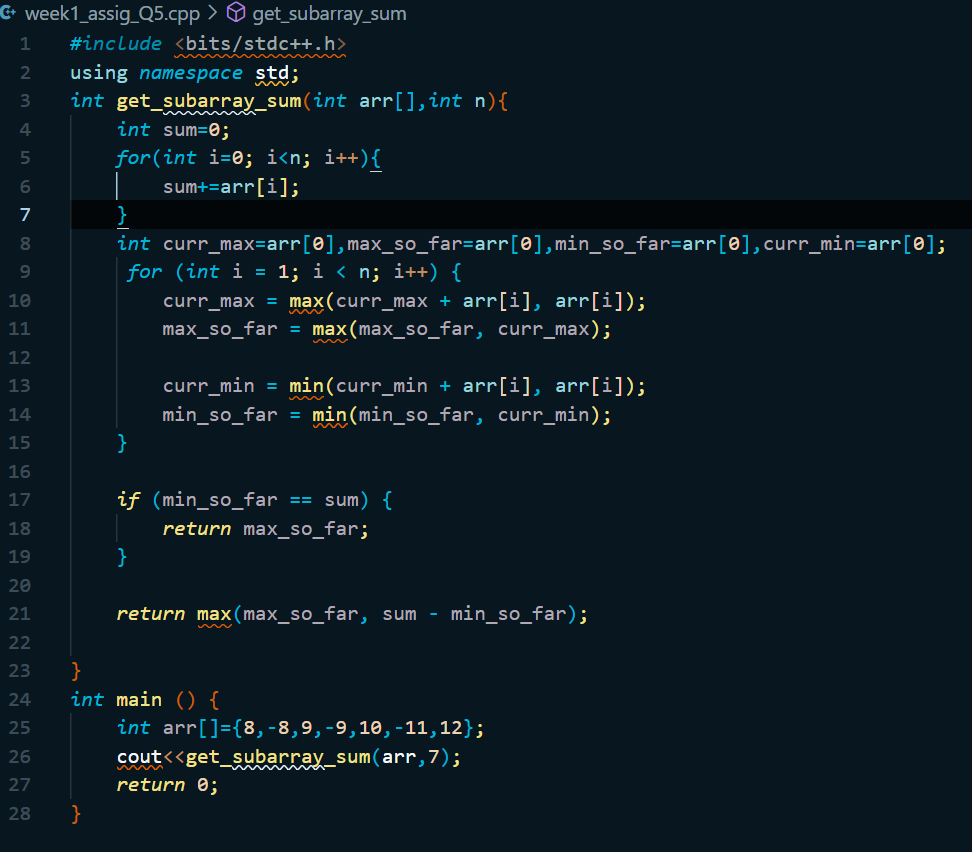 week1_assig_Q5.cpp > get_subarray_sum
1 #include <bits/stdc++.h>
2 using namespace std;
3 int get_subarray_sum(int arr[],int n){
4     int sum=0;
5     for(int i=0; i<n; i++){
6         sum+=arr[i];
7     }
8     int curr_max=arr[0],max_so_far=arr[0],min_so_far=arr[0],curr_min=arr[0];
9      for (int i = 1; i < n; i++) {
10         curr_max = max(curr_max + arr[i], arr[i]);
11         max_so_far = max(max_so_far, curr_max);
12
13         curr_min = min(curr_min + arr[i], arr[i]);
14         min_so_far = min(min_so_far, curr_min);
15     }
16
17     if (min_so_far == sum) {
18         return max_so_far;
19     }
20
21     return max(max_so_far, sum - min_so_far);
22
23 }
24 int main () {
25     int arr[]={8,-8,9,-9,10,-11,12};
26     cout<<get_subarray_sum(arr,7);
27     return 0;
28 }